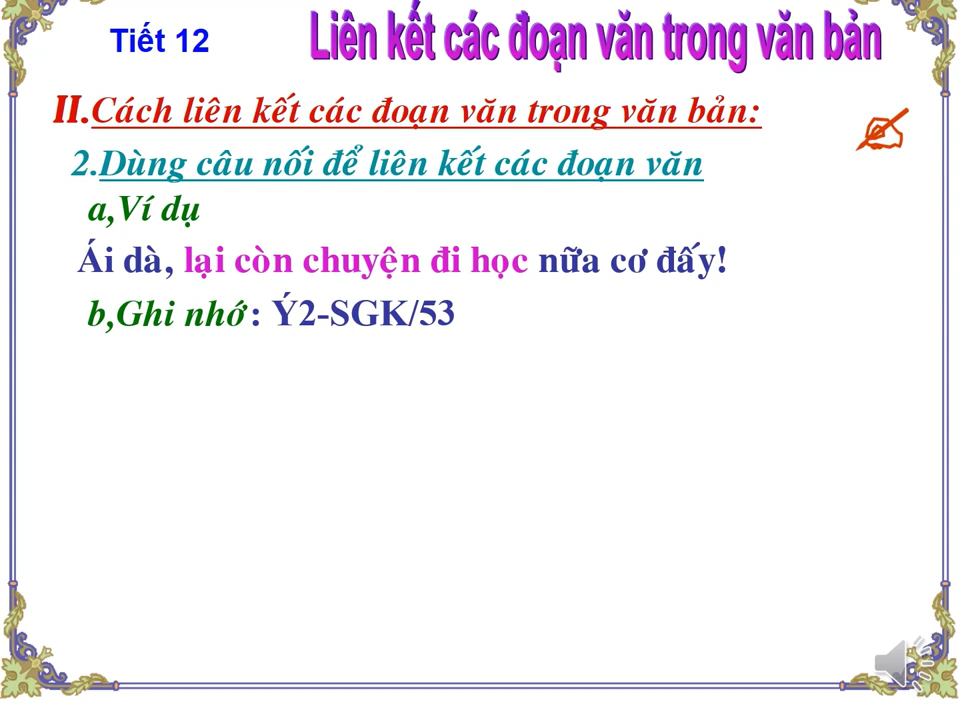 Tiết 12
Liên kết các đoạn văn trong văn bản
II.Cách liên kết các đoạn văn trong văn bản:
2.Dùng câu nối để liên kết các đoạn văn
a,Ví dụ
Ái dà, lại còn chuyện đi học nữa cơ đấy!
b,Ghi nhớ: Ý2-SGK/53